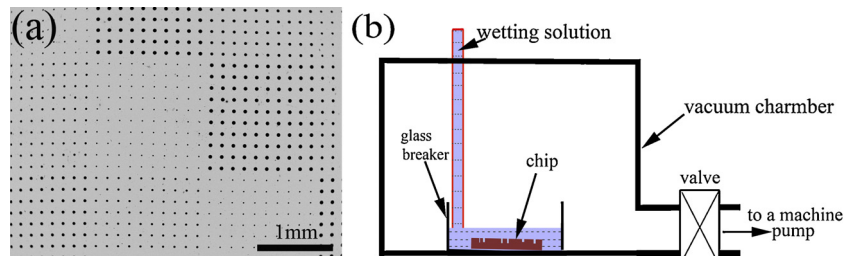 (a)
1mm
(b)
wetting solution
vacuum charmber
glass
breaker
chip
valve
to a machine
pump